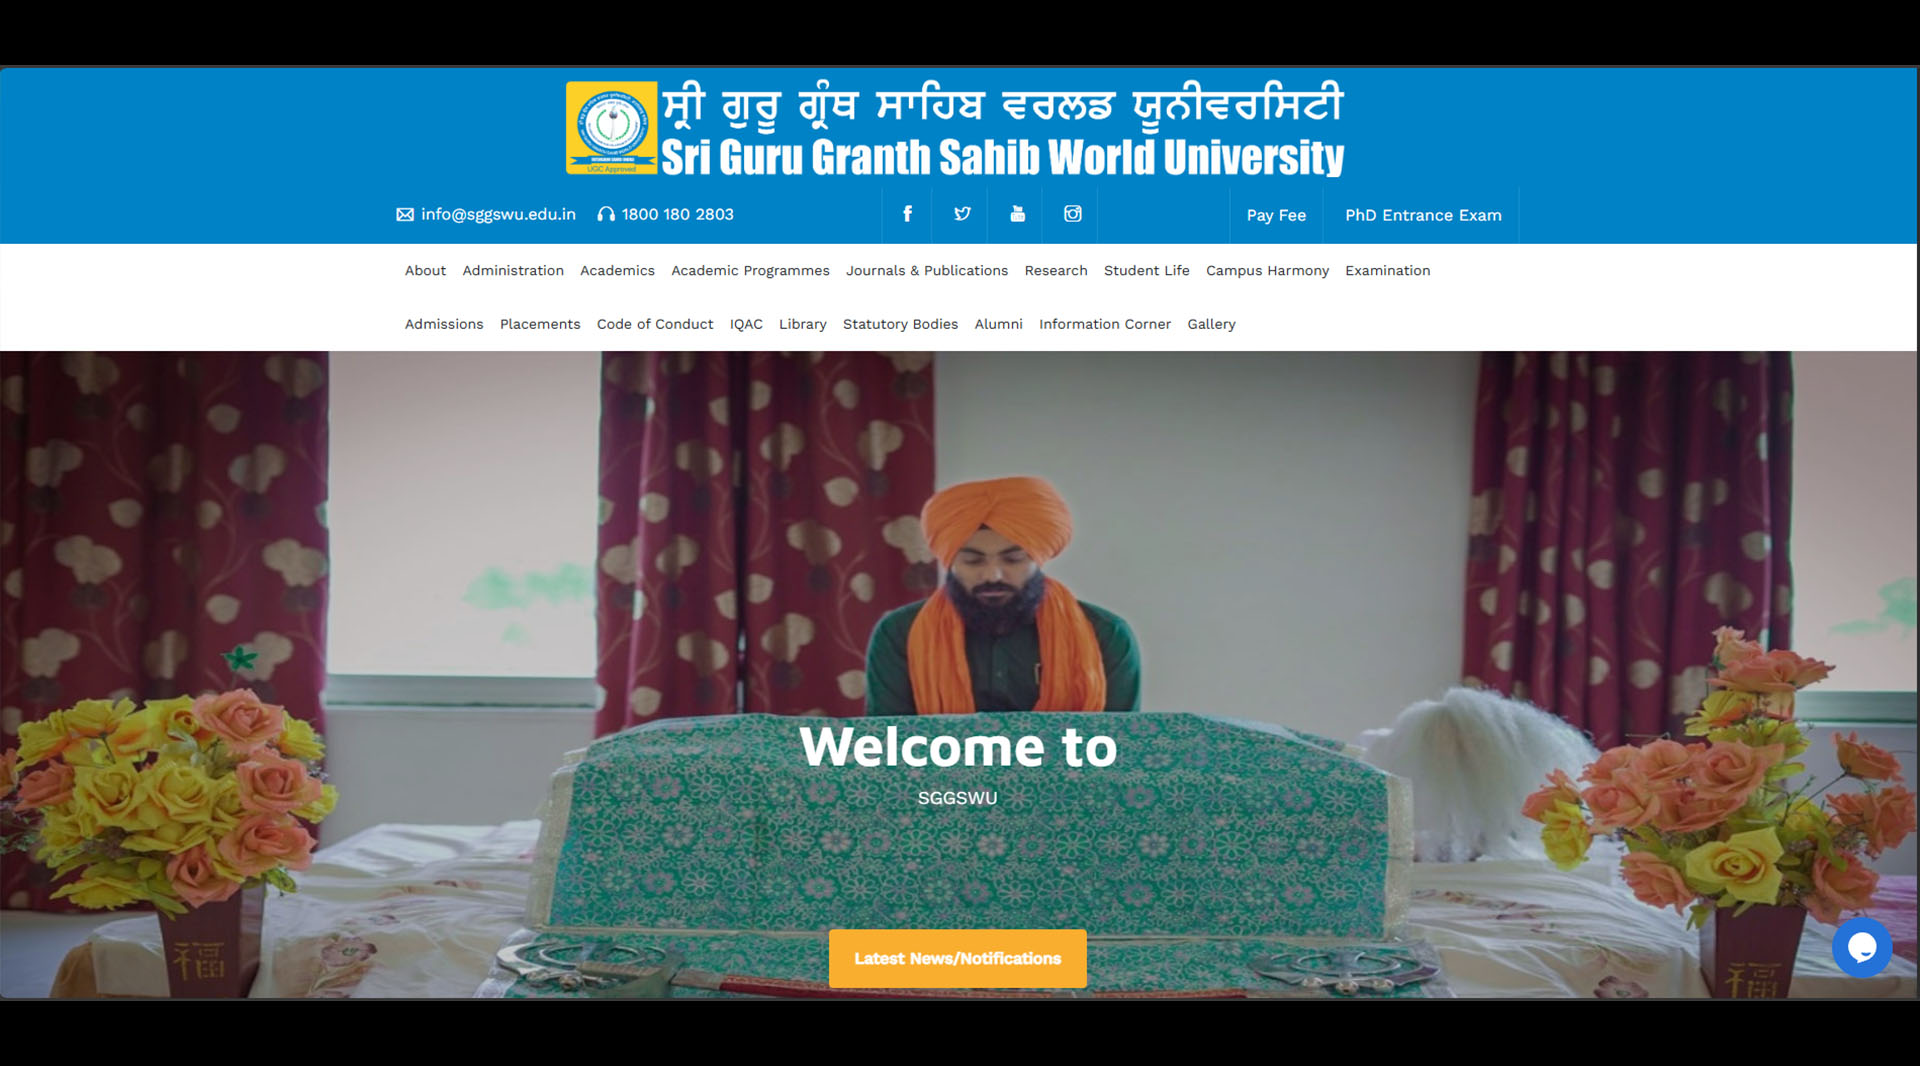 ਸ੍ਰੀ ਗੁਰੂ ਗ੍ਰੰਥ ਸਾਹਿਬ ਵਰਲਡ ਯੂਨੀਵਰਸਿਟੀ
Sri Guru Granth Sahib World University
UGC Approved
info@sggswu.edu.in 1800 180 2803 Pay Fee PhD Entrance Exam
About Administration Academics Academic Programmes Journals & Publications Research Student Life Campus Harmony Examination
Admissions Placements Code of Conduct IQAC Library Statutory Bodies Alumni Information Corner Gallery
Welcome to
SGGSWU
福 福
Latest News/Notifications